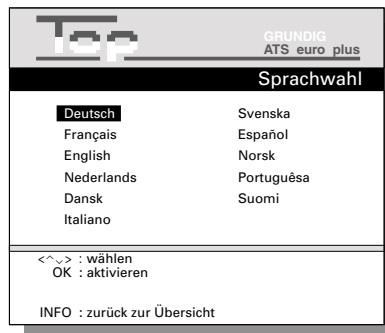 Top
GRUNDIG
ATS euro plus
Sprachwahl
Deutsch
Français
English
Nederlands
Dansk
Italiano
Svenska
Español
Norsk
Portuguêsa
Suomi
<^⌄> : wählen
OK : aktivieren
INFO : zurück zur Übersicht